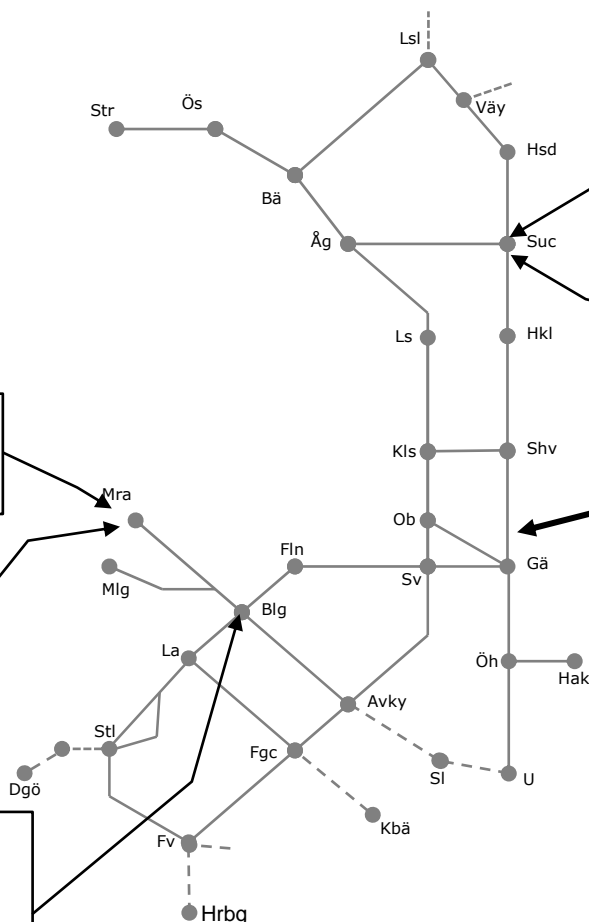 Lsl
Väy
Str
Ös
Hsd
Bä
Åg
Suc
Ls
Hkl
Kls
Shv
Mra
Ob
Fln
Sv
Gä
Mlg
Blg
La
Öh
Hak
Avky
Stl
Fgc
Sl
U
Dgö
Kbä
Fv
Hrbg